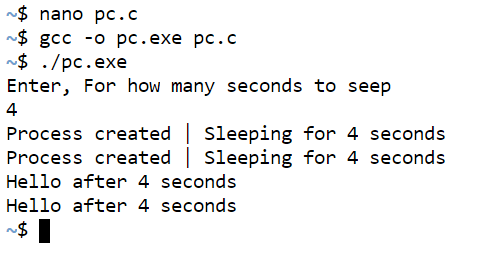 ~$ nano pc.c
~$ gcc -o pc.exe pc.c
~$ ./pc.exe
Enter, For how many seconds to seep
4
Process created | Sleeping for 4 seconds
Process created | Sleeping for 4 seconds
Hello after 4 seconds
Hello after 4 seconds
~$